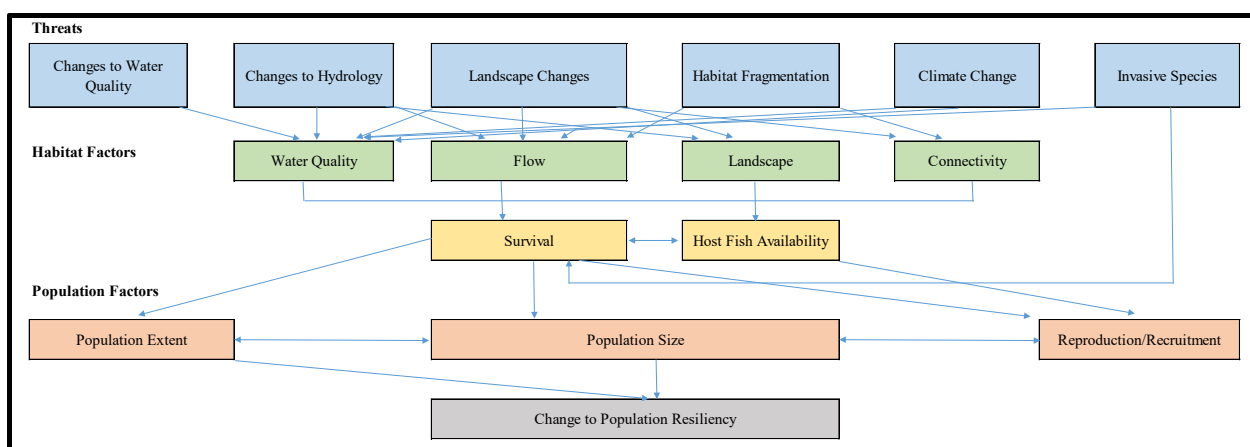 Threats
Changes to Water
Quality
Changes to Hydrology
Landscape Changes
Habitat Fragmentation
Climate Change
Invasive Species
Habitat Factors
Water Quality
Flow
Landscape
Connectivity
Survival
Host Fish Availability
Population Factors
Population Extent
Population Size
Reproduction/Recruitment
Change to Population Resiliency